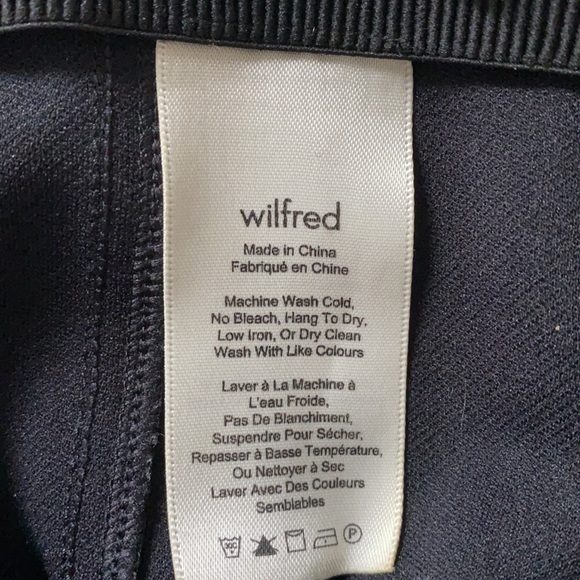 wilfred
Made in China
Fabriqué en Chine
Machine Wash Cold,
No Bleach, Hang To Dry,
Low Iron, Or Dry Clean
Wash With Like Colours
Laver à La Machine à
L'eau Froide,
Pas De Blanchiment,
Suspendre Pour Sécher,
Repasser à Basse Température,
Ou Nettoyer à Sec
Laver Avec Des Couleurs
Semblables
30C P